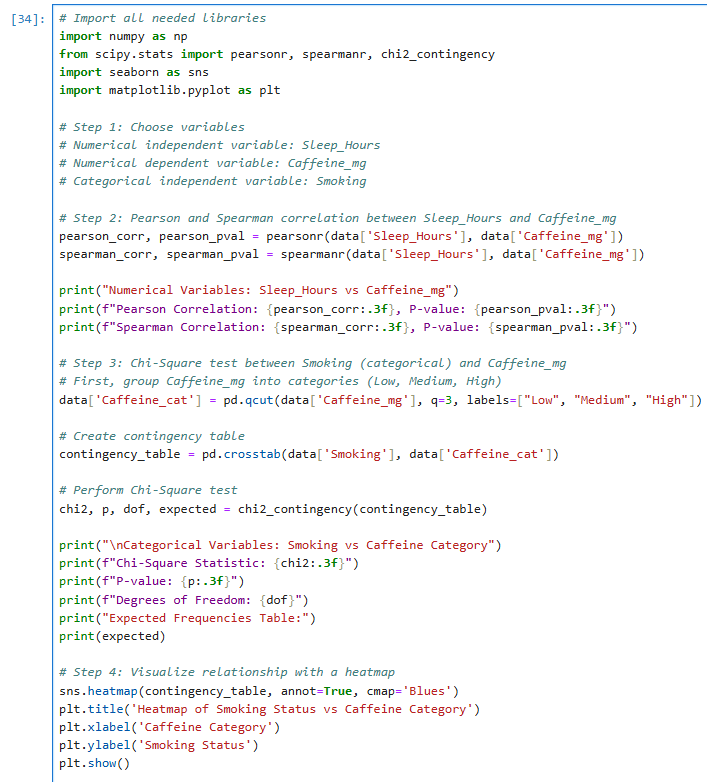 [34]:
# Import all needed libraries
import numpy as np
from scipy.stats import pearsonr, spearmanr, chi2_contingency
import seaborn as sns
import matplotlib.pyplot as plt
# Step 1: Choose variables
# Numerical independent variable: Sleep_Hours
# Numerical dependent variable: Caffeine_mg
# Categorical independent variable: Smoking
# Step 2: Pearson and Spearman correlation between Sleep_Hours and Caffeine_mg
pearson_corr, pearson_pval = pearsonr(data['Sleep_Hours'], data['Caffeine_mg'])
spearman_corr, spearman_pval = spearmanr(data['Sleep_Hours'], data['Caffeine_mg'])
print("Numerical Variables: Sleep_Hours vs Caffeine_mg")
print(f"Pearson Correlation: {pearson_corr:.3f}, P-value: {pearson_pval:.3f}")
print(f"Spearman Correlation: {spearman_corr:.3f}, P-value: {spearman_pval:.3f}")
# Step 3: Chi-Square test between Smoking (categorical) and Caffeine_mg
# First, group Caffeine_mg into categories (Low, Medium, High)
data['Caffeine_cat'] = pd.qcut(data['Caffeine_mg'], q=3, labels=["Low", "Medium", "High"])
# Create contingency table
contingency_table = pd.crosstab(data['Smoking'], data['Caffeine_cat'])
# Perform Chi-Square test
chi2, p, dof, expected = chi2_contingency(contingency_table)
print("\nCategorical Variables: Smoking vs Caffeine Category")
print(f"Chi-Square Statistic: {chi2:.3f}")
print(f"P-value: {p:.3f}")
print(f"Degrees of Freedom: {dof}")
print("Expected Frequencies Table:")
print(expected)
# Step 4: Visualize relationship with a heatmap
sns.heatmap(contingency_table, annot=True, cmap='Blues')
plt.title('Heatmap of Smoking Status vs Caffeine Category')
plt.xlabel('Caffeine Category')
plt.ylabel('Smoking Status')
plt.show()